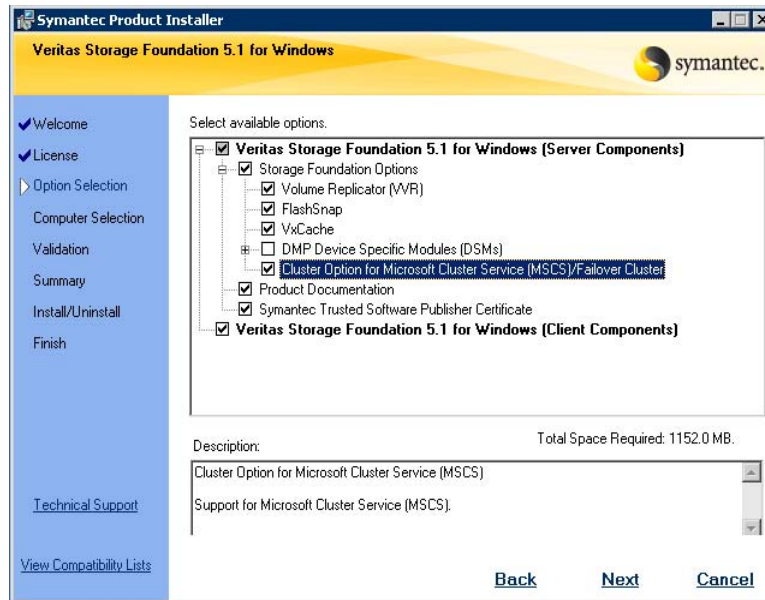 Symantec Product Installer
Veritas Storage Foundation 5.1 for Windows
symantec.
Welcome
License
Option Selection
Computer Selection
Validation
Summary
Install/Uninstall
Finish
Technical Support
View Compatibility Lists
Select available options.
Veritas Storage Foundation 5.1 for Windows (Server Components)
Storage Foundation Options
Volume Replicator (VVR)
FlashSnap
VxCache
DMP Device Specific Modules (DSMs)
Cluster Option for Microsoft Cluster Service (MSCS)/Failover Cluster
Product Documentation
Symantec Trusted Software Publisher Certificate
Veritas Storage Foundation 5.1 for Windows (Client Components)
Total Space Required: 1152.0 MB.
Description:
Cluster Option for Microsoft Cluster Service (MSCS)
Support for Microsoft Cluster Service (MSCS).
Back Next Cancel